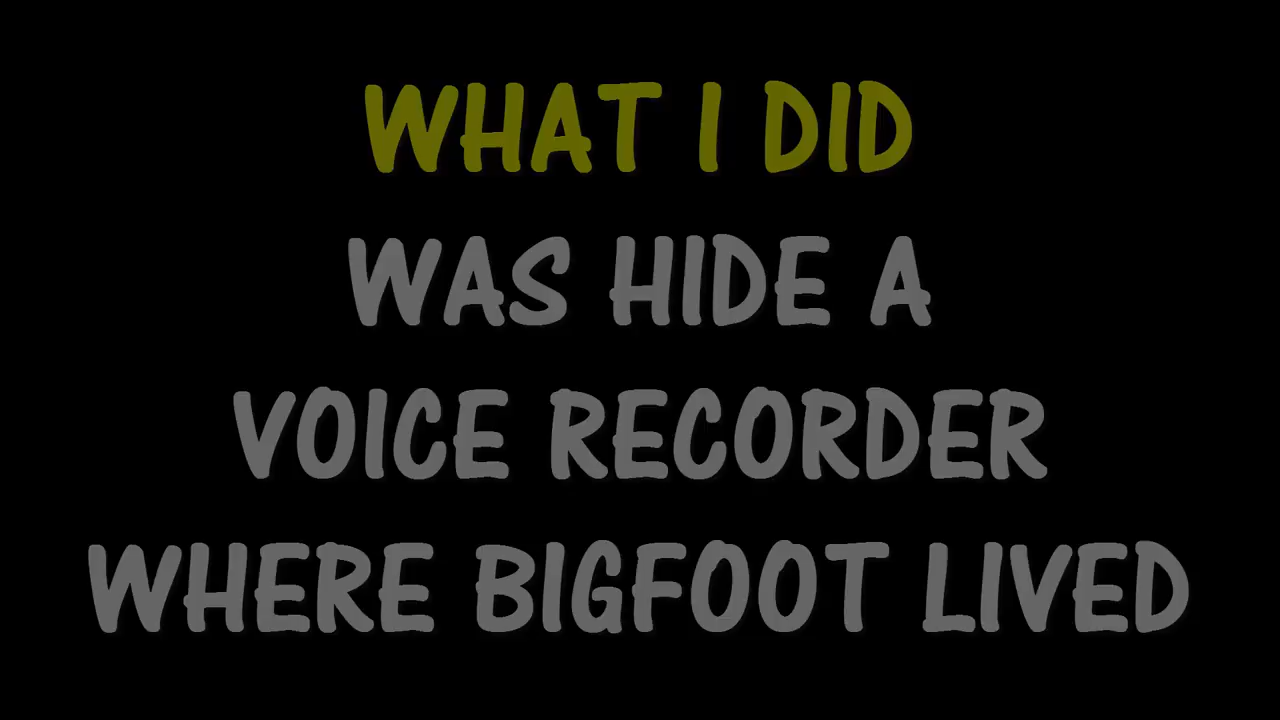 WHAT I DID
WAS HIDE A
VOICE RECORDER
WHERE BIGFOOT LIVED